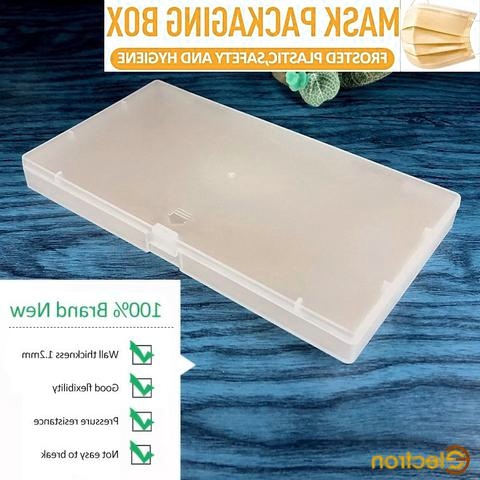 MASK PACKAGING BOX
FROSTED PLASTIC,SAFETY AND HYGIENE
100% Brand New
Wall thickness 1.2mm
Good flexibility
Pressure resistance
Not easy to break
electron